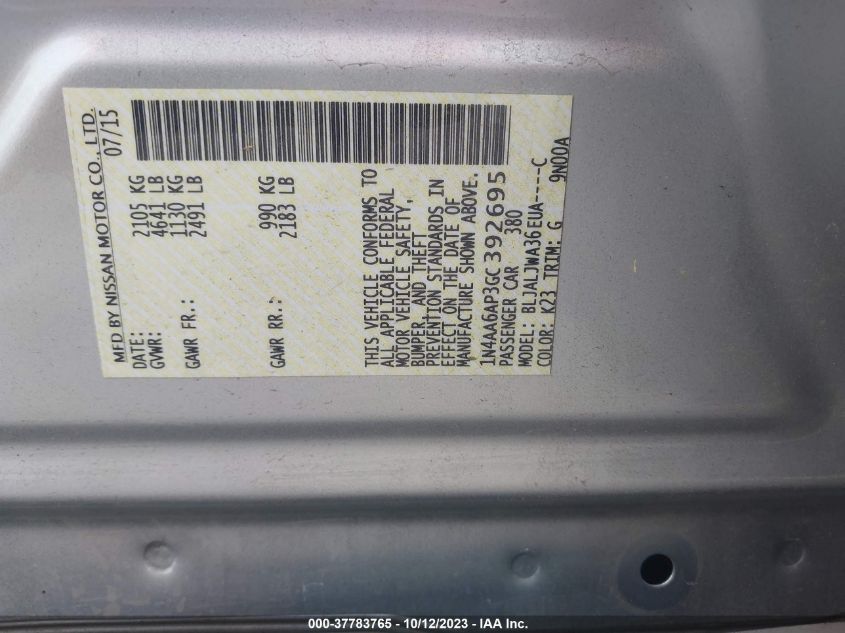 MFD BY NISSAN MOTOR CO., LTD.
DATE: 07/15
GVWR: 2105 KG
4641 LB
GAWR FR.: 1130 KG
2491 LB
GAWR RR.: 990 KG
2183 LB
THIS VEHICLE CONFORMS TO
ALL APPLICABLE FEDERAL
MOTOR VEHICLE SAFETY,
BUMPER, AND THEFT
PREVENTION STANDARDS IN
EFFECT ON THE DATE OF
MANUFACTURE SHOWN ABOVE.
1N4AA6AP3GC392695
PASSENGER CAR 380
MODEL: BLJALJWA36EUA----C
COLOR: K23 TRIM: G 9N00A
000-37783765 - 10/12/2023 - IAA Inc.